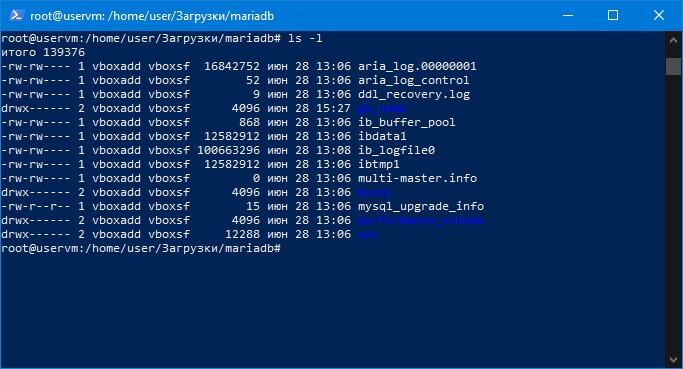 root@uservm: /home/user/Загрузки/mariadb
root@uservm:/home/user/Загрузки/mariadb# ls -l
итого 139376
-rw-rw---- 1 vboxadd vboxsf  16842752 июн 28 13:06 aria_log.00000001
-rw-rw---- 1 vboxadd vboxsf        52 июн 28 13:06 aria_log_control
-rw-rw---- 1 vboxadd vboxsf         9 июн 28 13:06 ddl_recovery.log
drwx------ 2 vboxadd vboxsf      4096 июн 28 15:27
-rw-rw---- 1 vboxadd vboxsf       868 июн 28 13:06 ib_buffer_pool
-rw-rw---- 1 vboxadd vboxsf  12582912 июн 28 13:06 ibdata1
-rw-rw---- 1 vboxadd vboxsf 100663296 июн 28 13:08 ib_logfile0
-rw-rw---- 1 vboxadd vboxsf  12582912 июн 28 13:06 ibtmp1
-rw-rw---- 1 vboxadd vboxsf         0 июн 28 13:06 multi-master.info
drwx------ 2 vboxadd vboxsf      4096 июн 28 13:06 mysql
-rw-r--r-- 1 vboxadd vboxsf        15 июн 28 13:06 mysql_upgrade_info
drwx------ 2 vboxadd vboxsf      4096 июн 28 13:06 performance_schema
drwx------ 2 vboxadd vboxsf     12288 июн 28 13:06 sys
root@uservm:/home/user/Загрузки/mariadb#